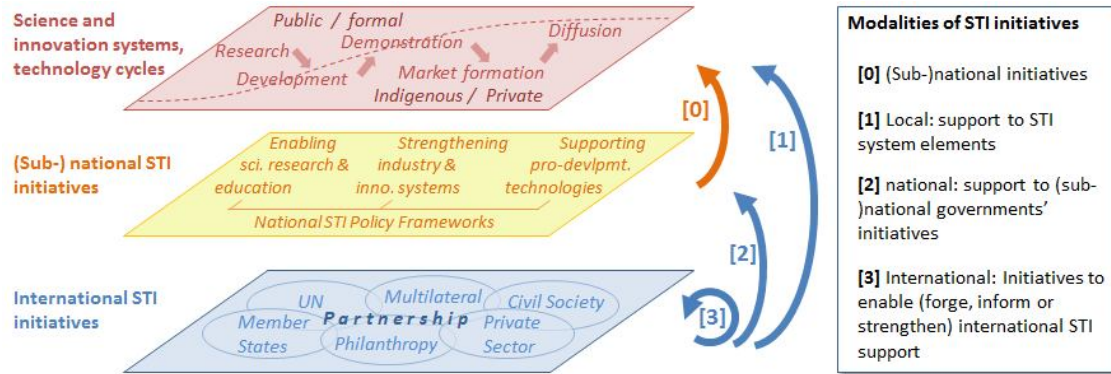 Science and
innovation systems,
technology cycles
Public / formal
Research
Demonstration
Diffusion
Development
Market formation
Indigenous / Private
(Sub-) national STI
initiatives
Enabling
sci. research &
education
Strengthening
industry &
inno. systems
Supporting
pro-devlpmt.
technologies
National STI Policy Frameworks
International STI
initiatives
UN
Multilateral
Civil Society
Member
States
Partnership
Private
Sector
Philanthropy
[0]
[1]
[2]
[3]
Modalities of STI initiatives
[0] (Sub-)national initiatives
[1] Local: support to STI
system elements
[2] national: support to (sub-
)national governments'
initiatives
[3] International: Initiatives to
enable (forge, inform or
strengthen) international STI
support